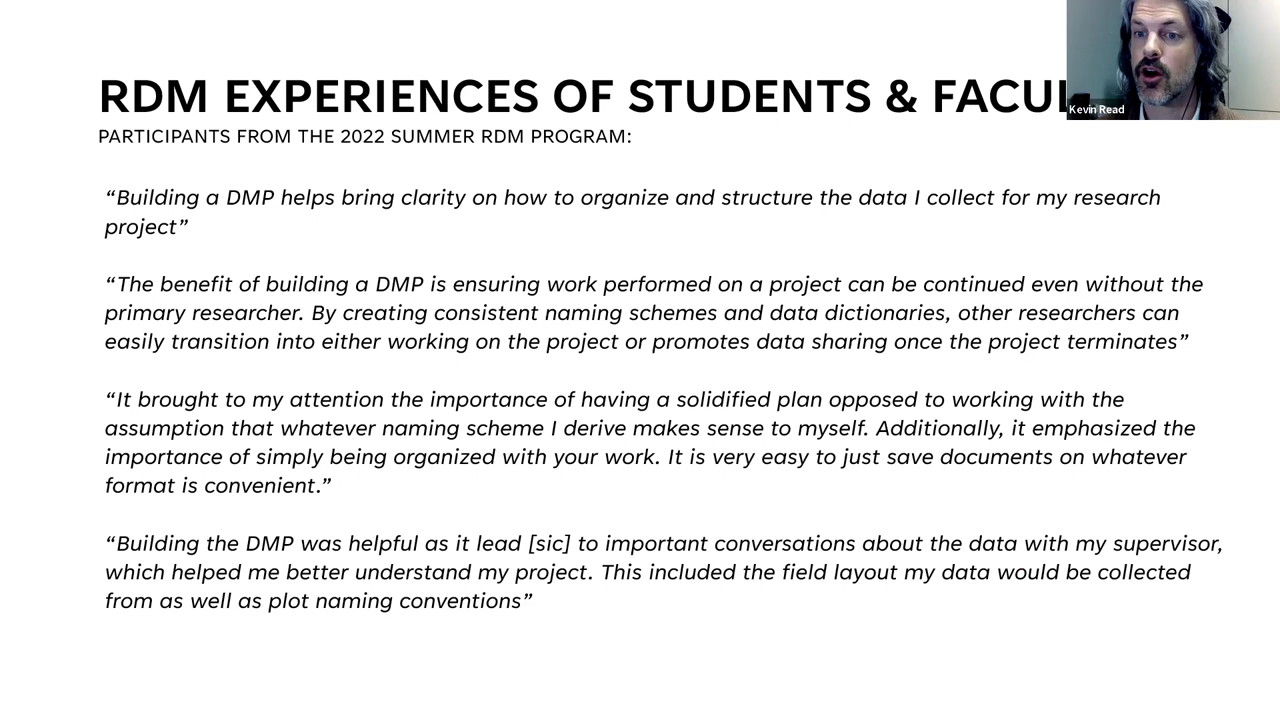 RDM EXPERIENCES OF STUDENTS & FACUL
Kevin Read
PARTICIPANTS FROM THE 2022 SUMMER RDM PROGRAM:
“Building a DMP helps bring clarity on how to organize and structure the data I collect for my research
project”
“The benefit of building a DMP is ensuring work performed on a project can be continued even without the
primary researcher. By creating consistent naming schemes and data dictionaries, other researchers can
easily transition into either working on the project or promotes data sharing once the project terminates”
“It brought to my attention the importance of having a solidified plan opposed to working with the
assumption that whatever naming scheme I derive makes sense to myself. Additionally, it emphasized the
importance of simply being organized with your work. It is very easy to just save documents on whatever
format is convenient.”
“Building the DMP was helpful as it lead [sic] to important conversations about the data with my supervisor,
which helped me better understand my project. This included the field layout my data would be collected
from as well as plot naming conventions”